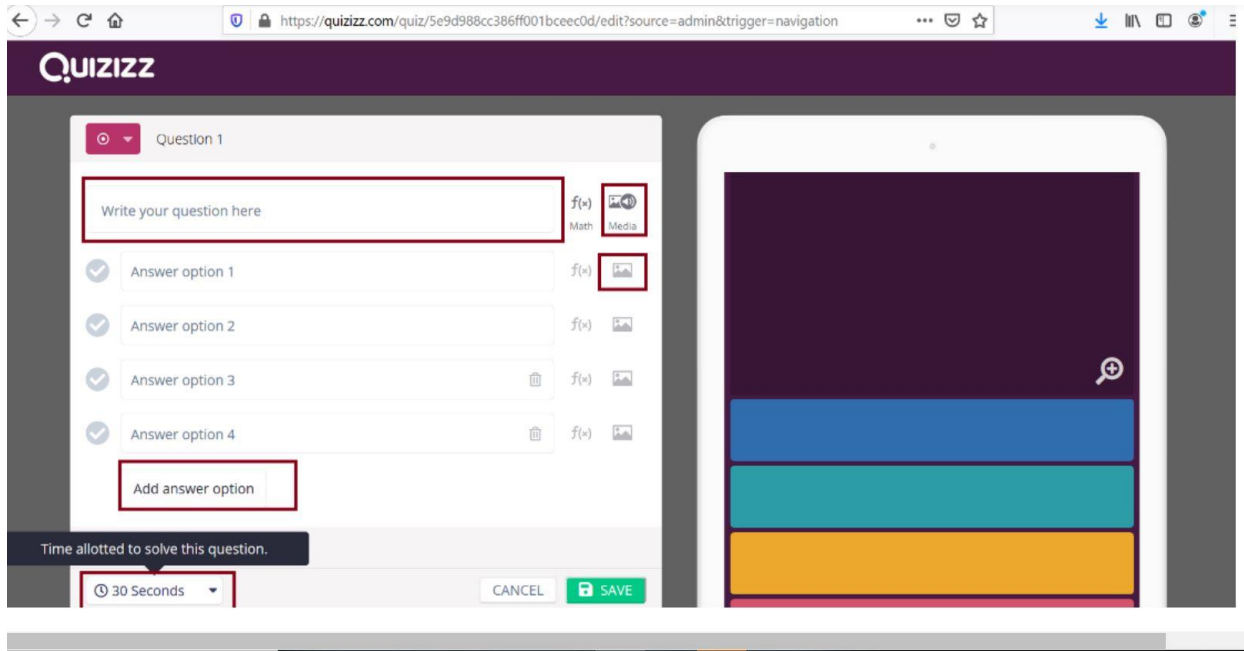 https://quizizz.com/quiz/5e9d988cc386ff001bceec0d/edit?source=admin&trigger=navigation
QUIZIZZ
Question 1
Write your question here
f(x)
Math Media
Answer option 1 f(x)
Answer option 2 f(x)
Answer option 3 f(x)
Answer option 4 f(x)
Add answer option
Time allotted to solve this question.
30 Seconds CANCEL SAVE